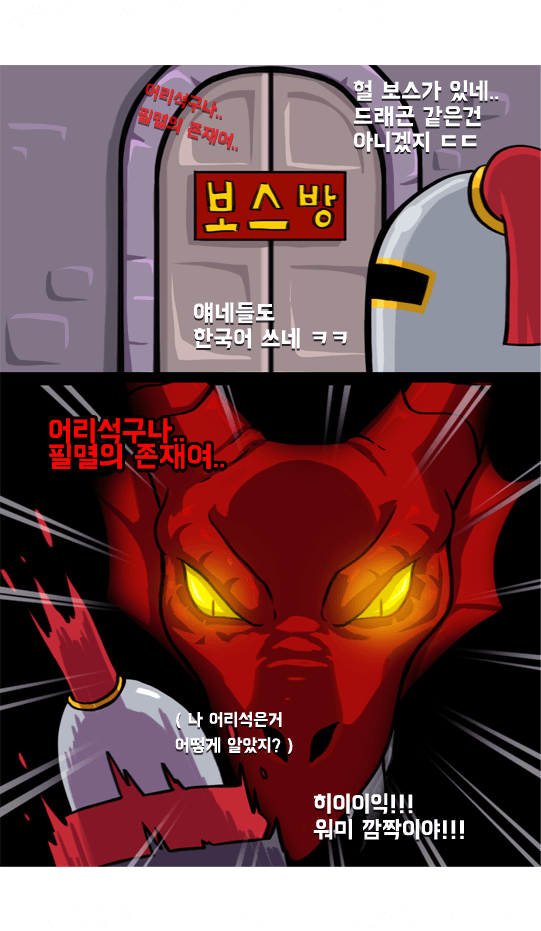 어리석구나..
필멸의 존재여..
헐 보스가 있네..
드래곤 같은건
아니겠지 ㄷㄷ
보스방
얘네들도
한국어 쓰네 ㅋㅋ
어리석구나..
필멸의 존재여..
( 나 어리석은거
어떻게 알았지? )
히이이익!!!
워미 깜짝이야!!!